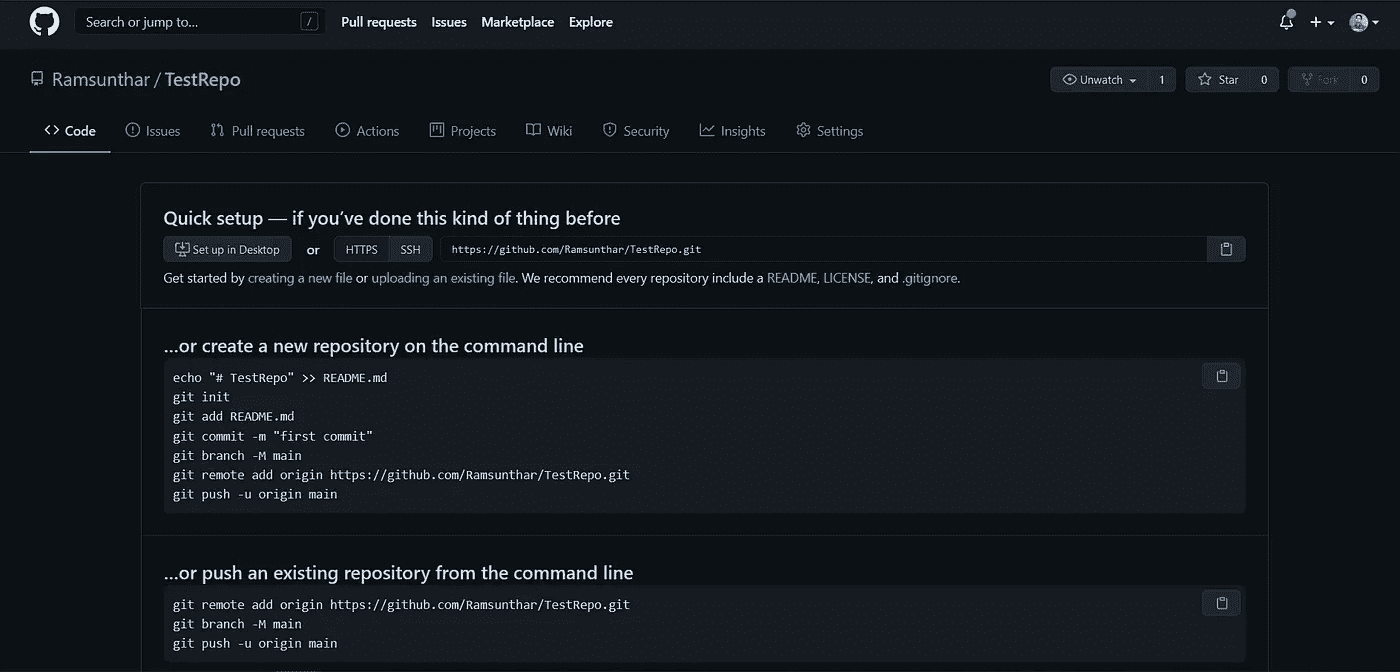 Search or jump to... / Pull requests Issues Marketplace Explore
Ramsunthar / TestRepo Unwatch 1 Star 0 Fork 0
Code Issues Pull requests Actions Projects Wiki Security Insights Settings
Quick setup — if you’ve done this kind of thing before
Set up in Desktop or HTTPS SSH https://github.com/Ramsunthar/TestRepo.git
Get started by creating a new file or uploading an existing file. We recommend every repository include a README, LICENSE, and .gitignore.
…or create a new repository on the command line
echo "# TestRepo" >> README.md
git init
git add README.md
git commit -m "first commit"
git branch -M main
git remote add origin https://github.com/Ramsunthar/TestRepo.git
git push -u origin main
…or push an existing repository from the command line
git remote add origin https://github.com/Ramsunthar/TestRepo.git
git branch -M main
git push -u origin main